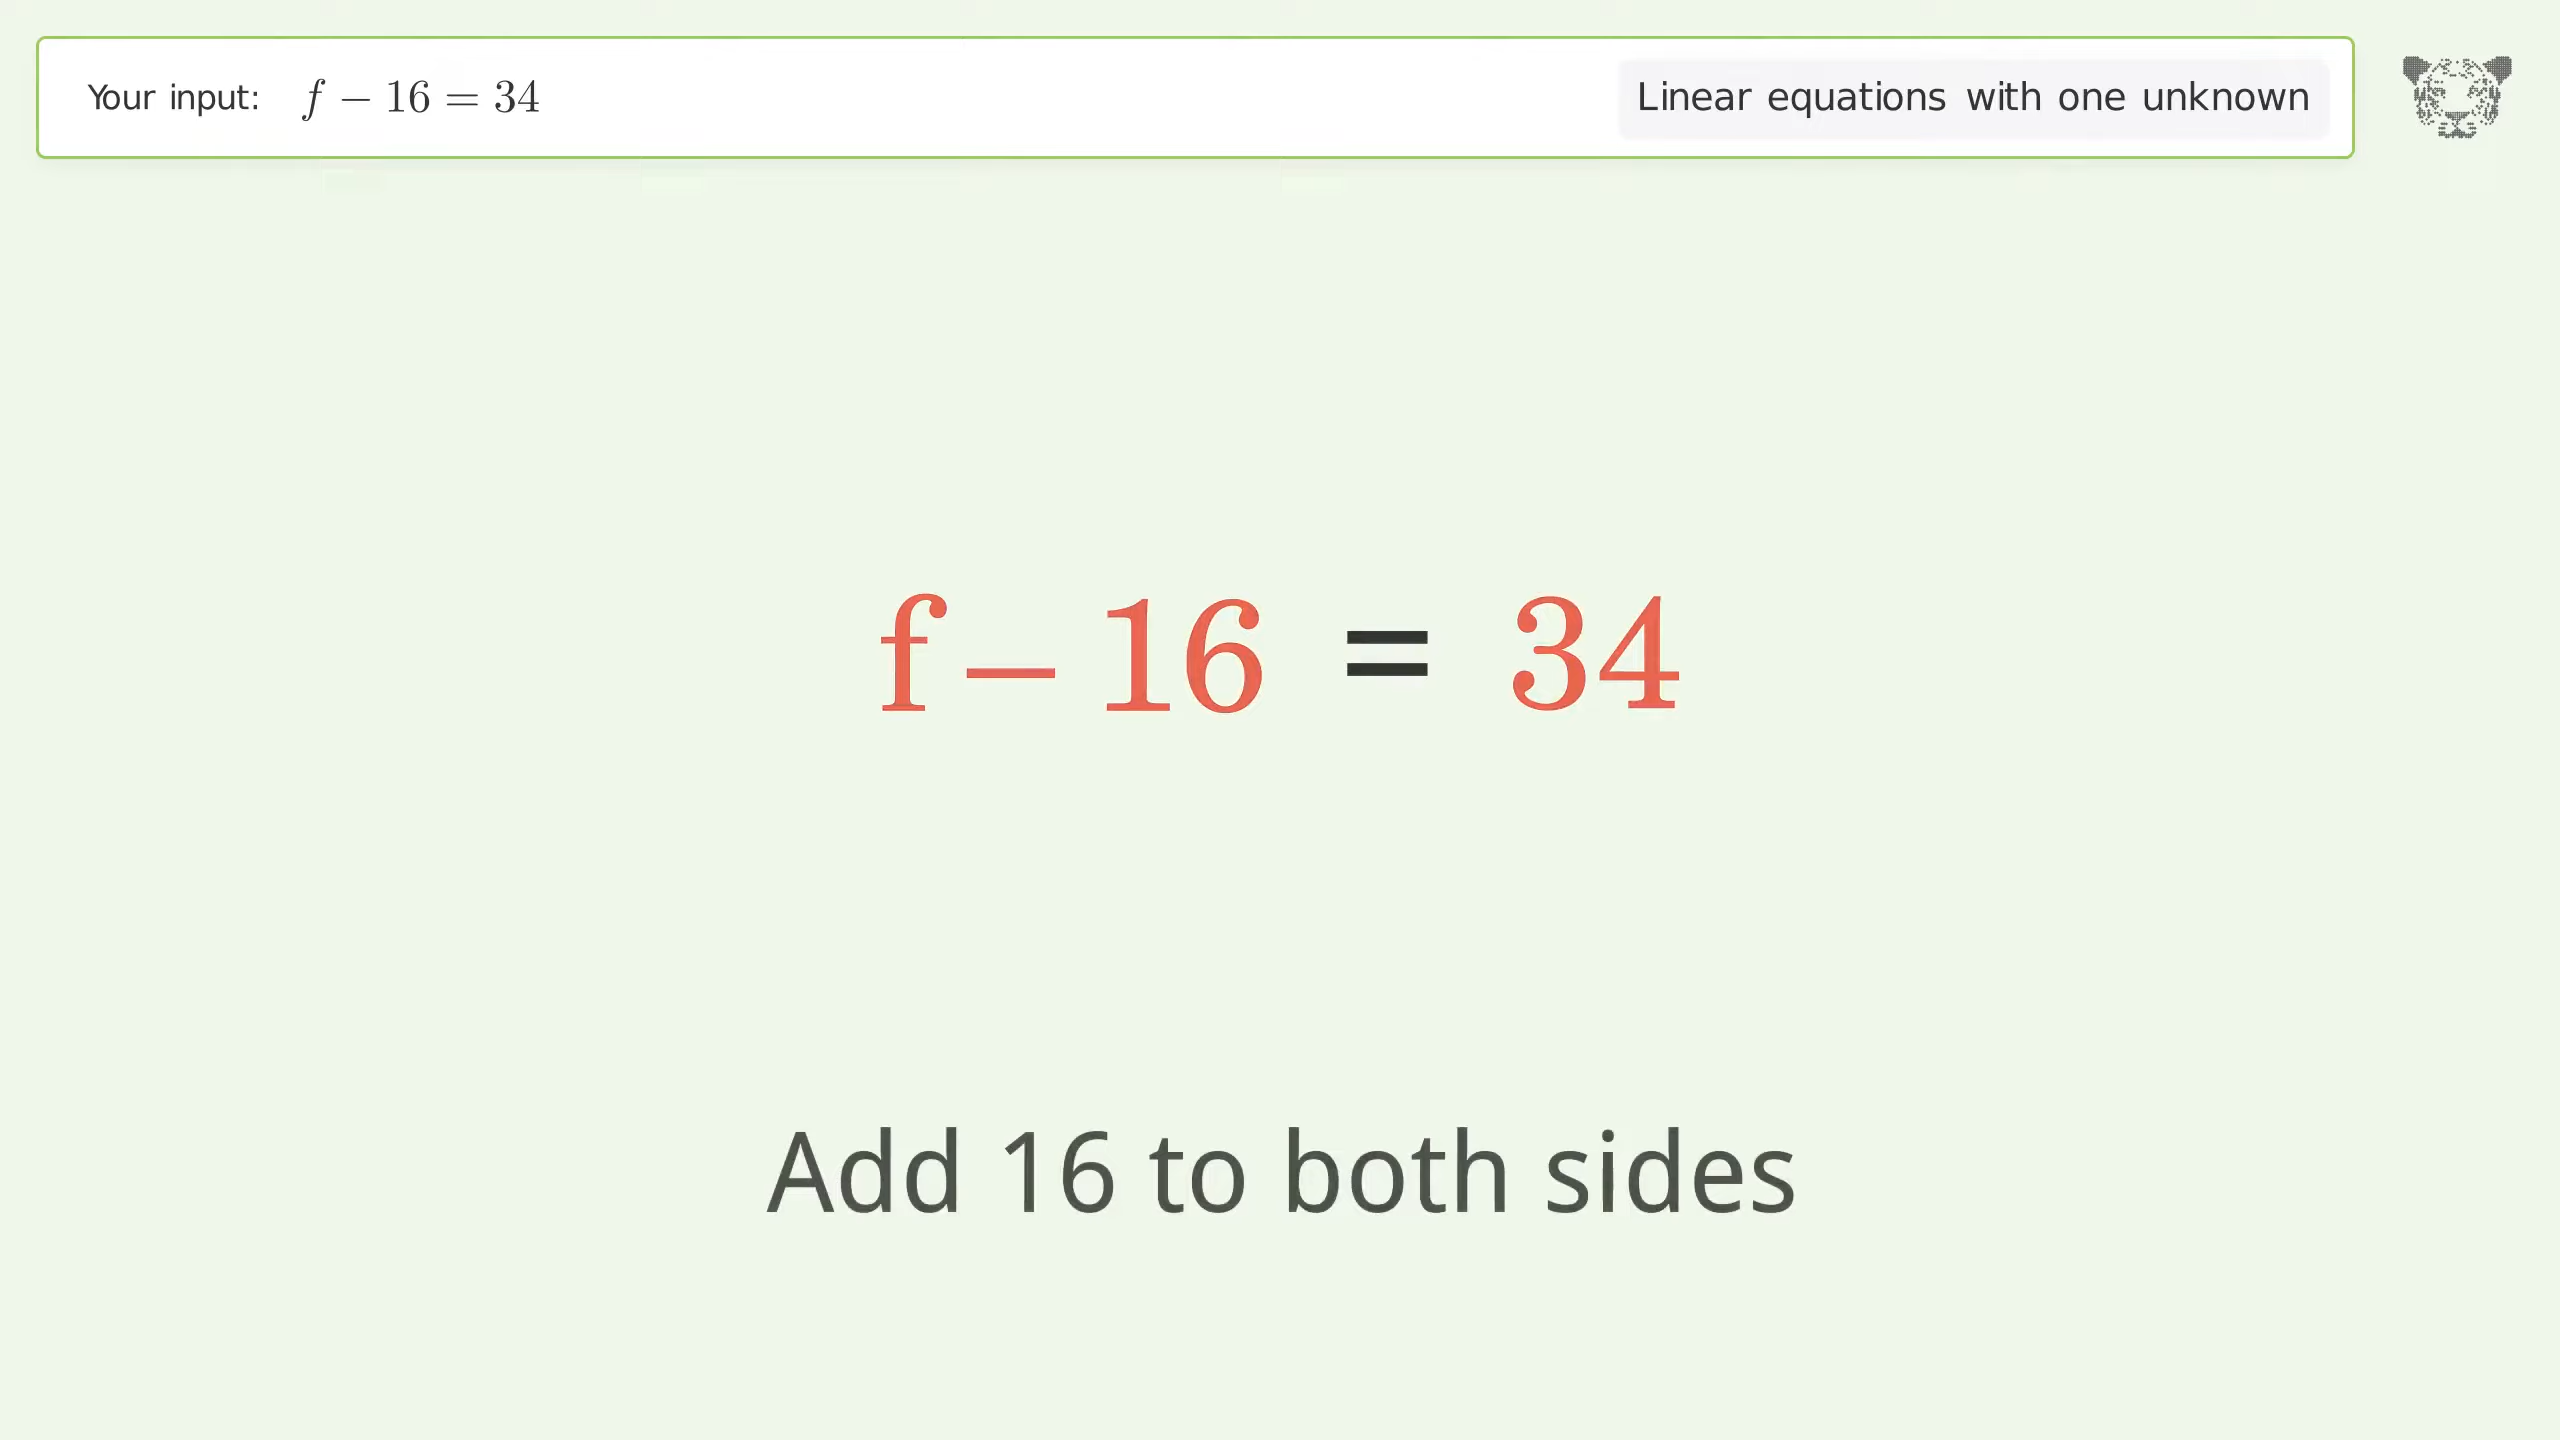 Your input: f − 16 = 34
Linear equations with one unknown
f − 16 = 34
Add 16 to both sides